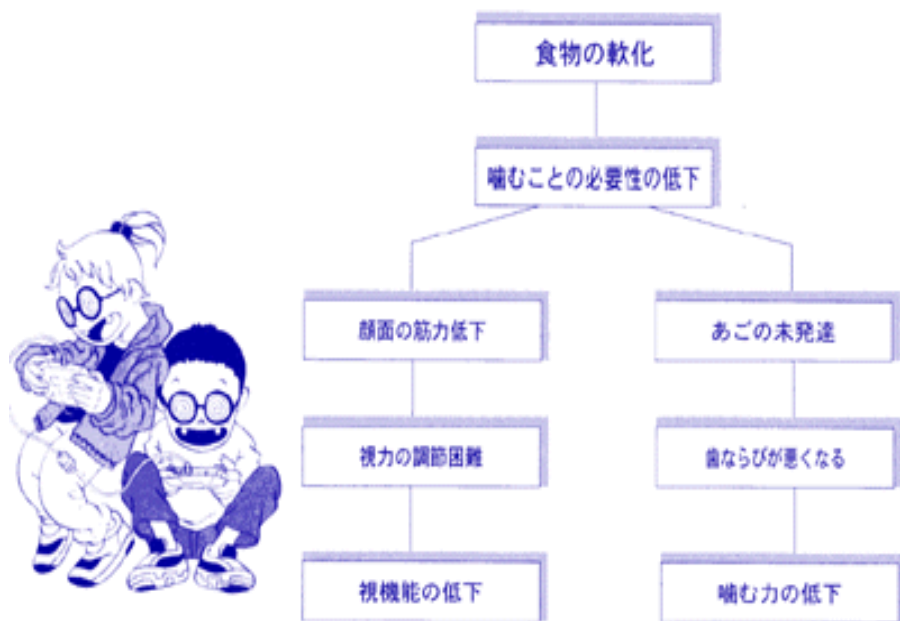 食物の軟化
噛むことの必要性の低下
顔面の筋力低下
あごの未発達
視力の調節困難
歯ならびが悪くなる
視機能の低下
噛む力の低下